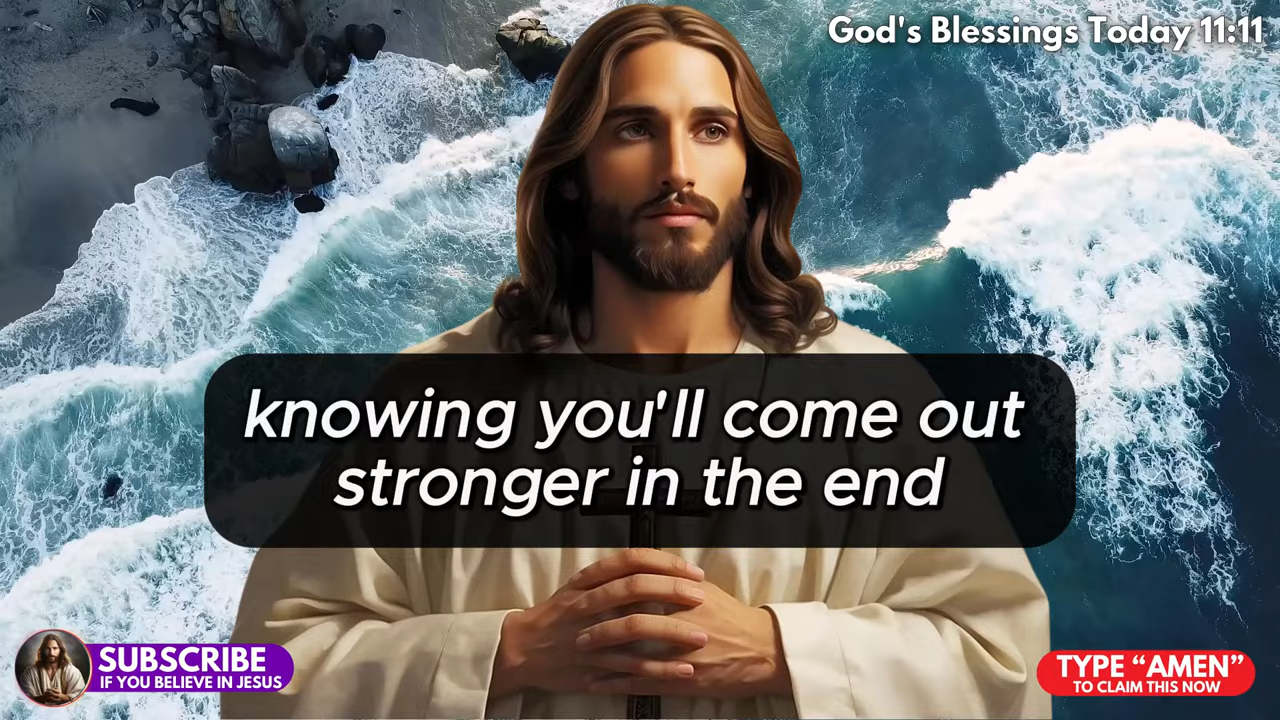 God's Blessings Today 11:11
knowing you'll come out
stronger in the end
SUBSCRIBE
IF YOU BELIEVE IN JESUS
TYPE “AMEN”
TO CLAIM THIS NOW